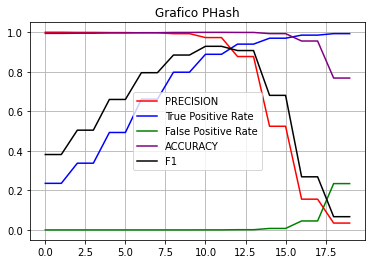 Grafico PHash
1.0
0.8
0.6
0.4
0.2
0.0
PRECISION
True Positive Rate
False Positive Rate
ACCURACY
F1
0.0 2.5 5.0 7.5 10.0 12.5 15.0 17.5